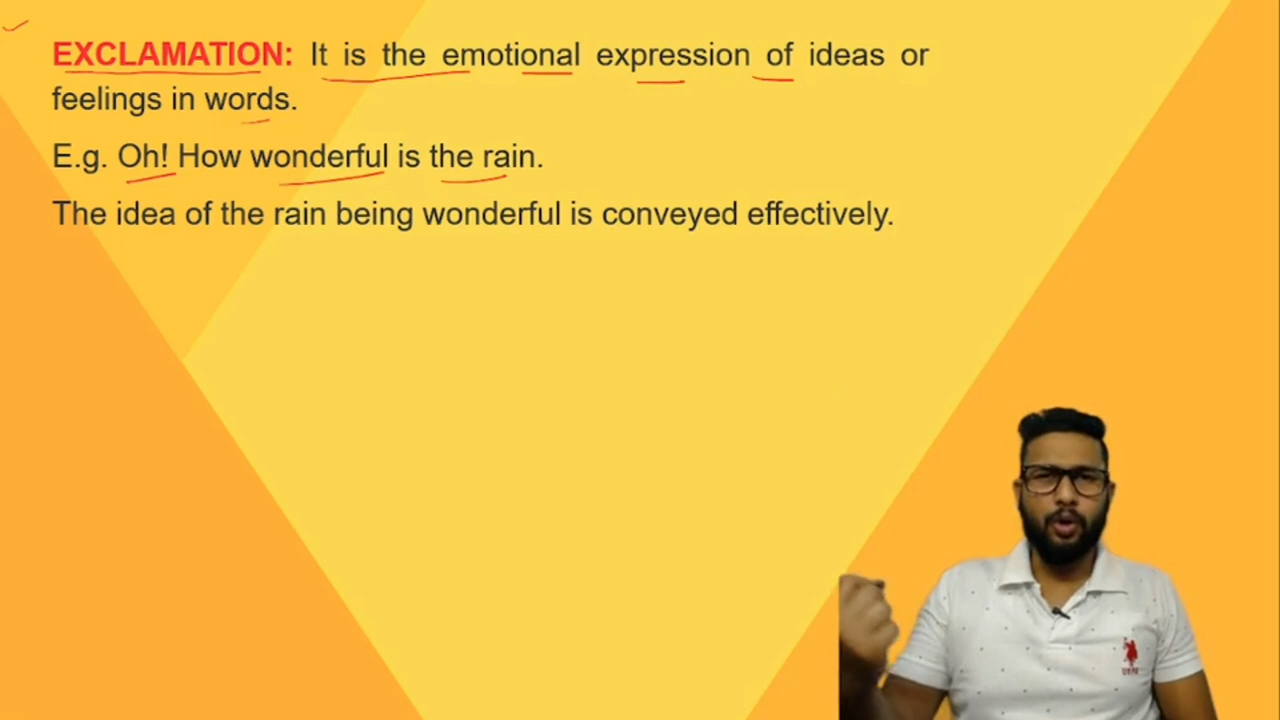 EXCLAMATION: It is the emotional expression of ideas or
feelings in words.
E.g. Oh! How wonderful is the rain.
The idea of the rain being wonderful is conveyed effectively.